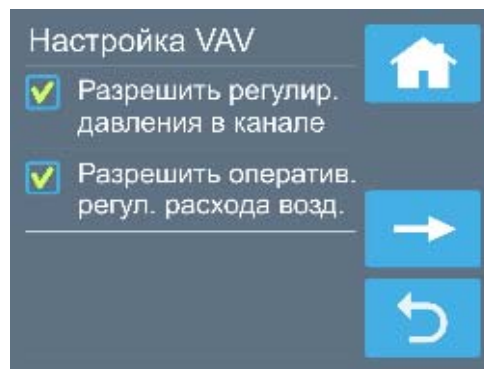 Настройка VAV
Разрешить регулир.
давления в канале
Разрешить оператив.
регул. расхода возд.